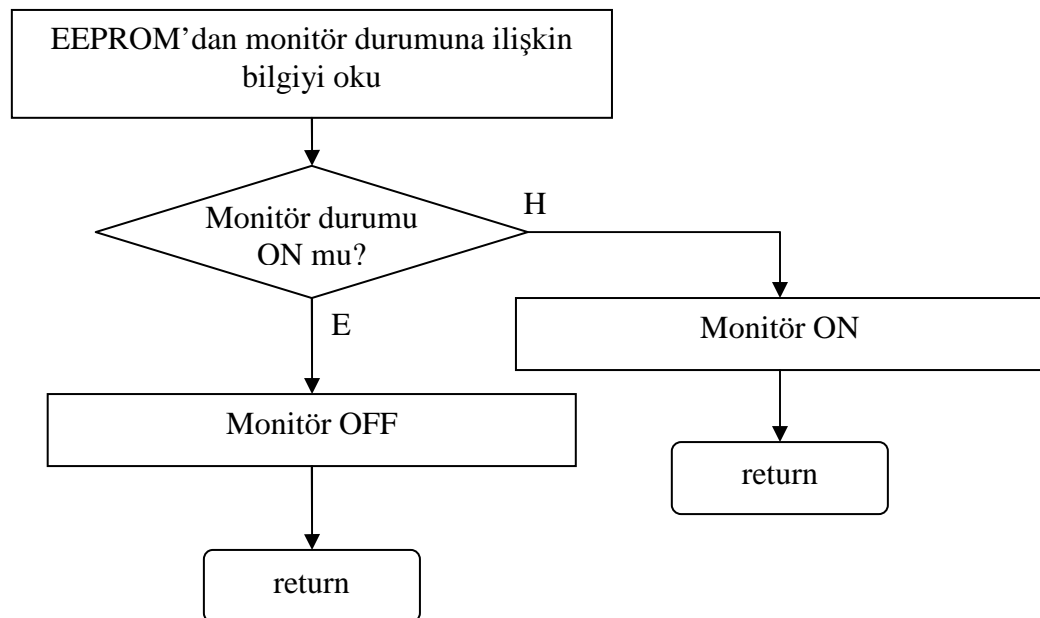 EEPROM’dan monitör durumuna ilişkin
bilgiyi oku
Monitör durumu
ON mu?
H
E
Monitör ON
Monitör OFF
return
return